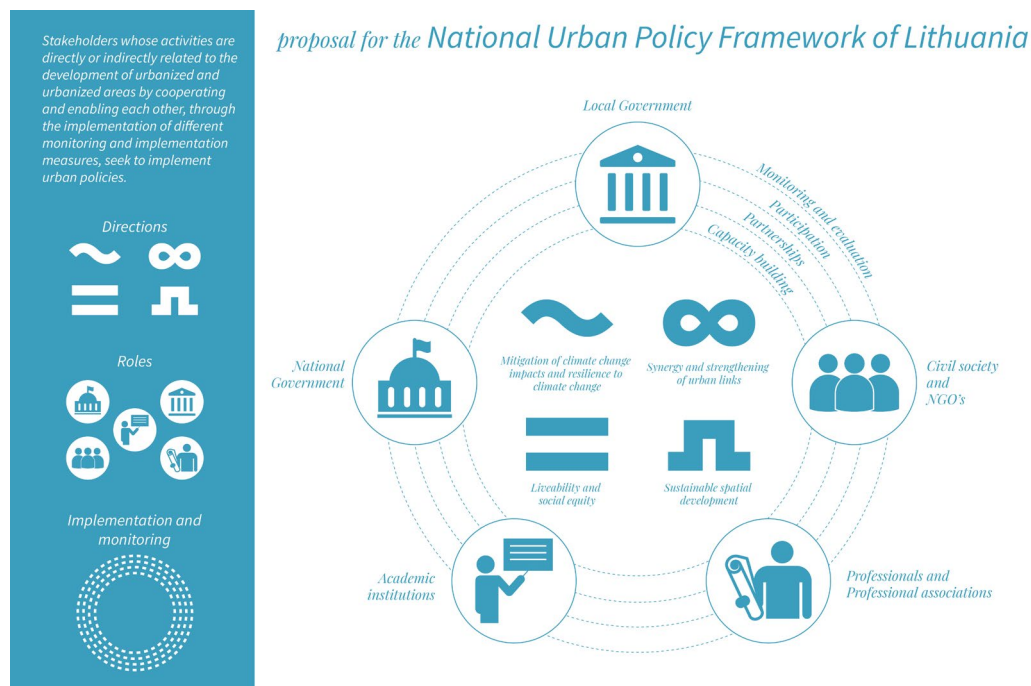 Stakeholders whose activities are
directly or indirectly related to the
development of urbanized and
urbanized areas by cooperating
and enabling each other, through
the implementation of different
monitoring and implementation
measures, seek to implement
urban policies.
Directions
Roles
Implementation and
monitoring
proposal for the National Urban Policy Framework of Lithuania
Local Government
Monitoring and evaluation
Participation
Partnerships
Capacity building
National
Government
Mitigation of climate change
impacts and resilience to
climate change
Synergy and strengthening
of urban links
Civil society
and
NGO's
Liveability and
social equity
Sustainable spatial
development
Academic
institutions
Professionals and
Professional associations